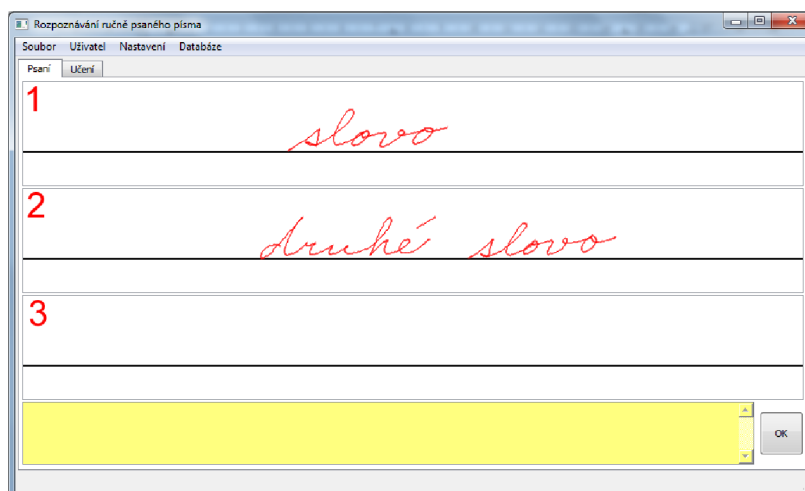 Rozpoznávání ručně psaného písma
Soubor Uživatel Nastavení Databáze
Psaní Učení
1
slovo
2
druhé slovo
3
OK